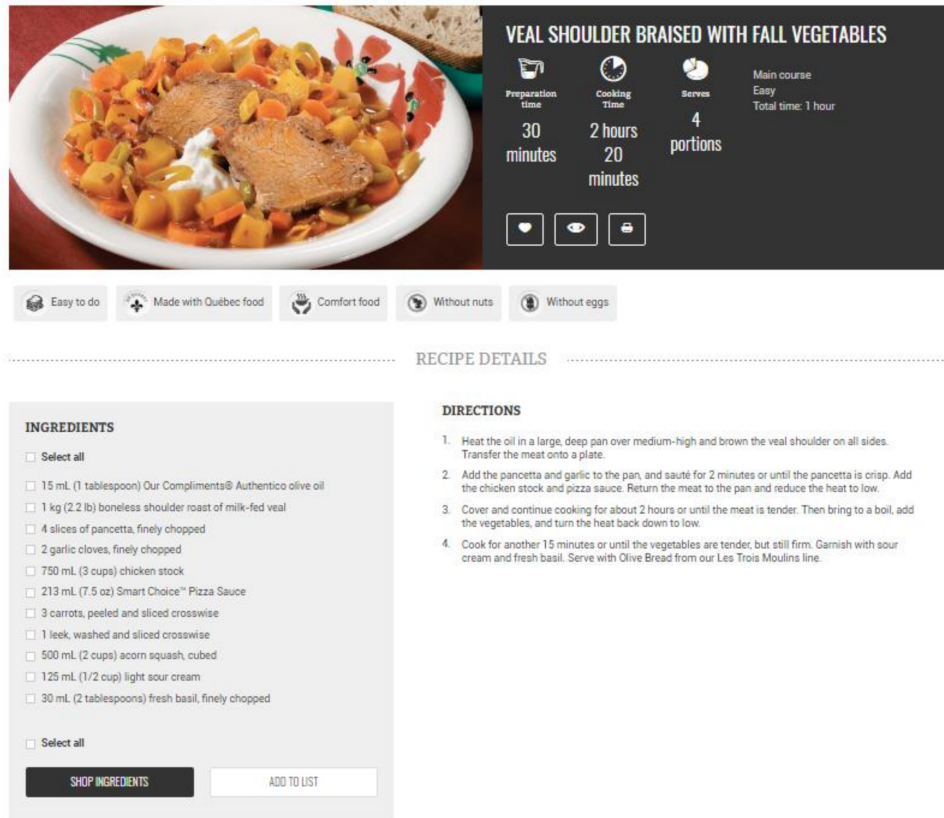 VEAL SHOULDER BRAISED WITH FALL VEGETABLES
Preparation
time
30
minutes
Cooking
Time
2 hours
20
minutes
Serves
4
portions
Main course
Easy
Total time: 1 hour
Easy to do
Made with Québec food
Comfort food
Without nuts
Without eggs
RECIPE DETAILS
INGREDIENTS
Select all
15 mL (1 tablespoon) Our Compliments® Authentico olive oil
1 kg (2.2 lb) boneless shoulder roast of milk-fed veal
4 slices of pancetta, finely chopped
2 garlic cloves, finely chopped
750 mL (3 cups) chicken stock
213 mL (7.5 oz) Smart Choice™ Pizza Sauce
3 carrots, peeled and sliced crosswise
1 leek, washed and sliced crosswise
500 mL (2 cups) acorn squash, cubed
125 mL (1/2 cup) light sour cream
30 mL (2 tablespoons) fresh basil, finely chopped
Select all
SHOP INGREDIENTS
ADD TO LIST
DIRECTIONS
1. Heat the oil in a large, deep pan over medium-high and brown the veal shoulder on all sides.
Transfer the meat onto a plate.
2. Add the pancetta and garlic to the pan, and sauté for 2 minutes or until the pancetta is crisp. Add
the chicken stock and pizza sauce. Return the meat to the pan and reduce the heat to low.
3. Cover and continue cooking for about 2 hours or until the meat is tender. Then bring to a boil, add
the vegetables, and turn the heat back down to low.
4. Cook for another 15 minutes or until the vegetables are tender, but still firm. Garnish with sour
cream and fresh basil. Serve with Olive Bread from our Les Trois Moulins line.